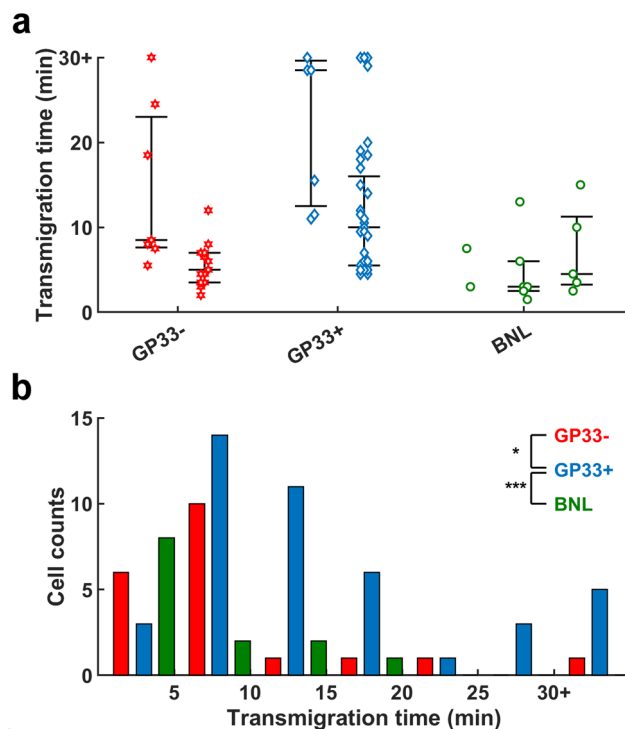 a
Transmigration time (min)
30+
20
10
0
GP33-
GP33+
BNL
b
Cell counts
15
10
5
0
GP33-
*
GP33+
***
BNL
5
10
15
20
25
30+
Transmigration time (min)